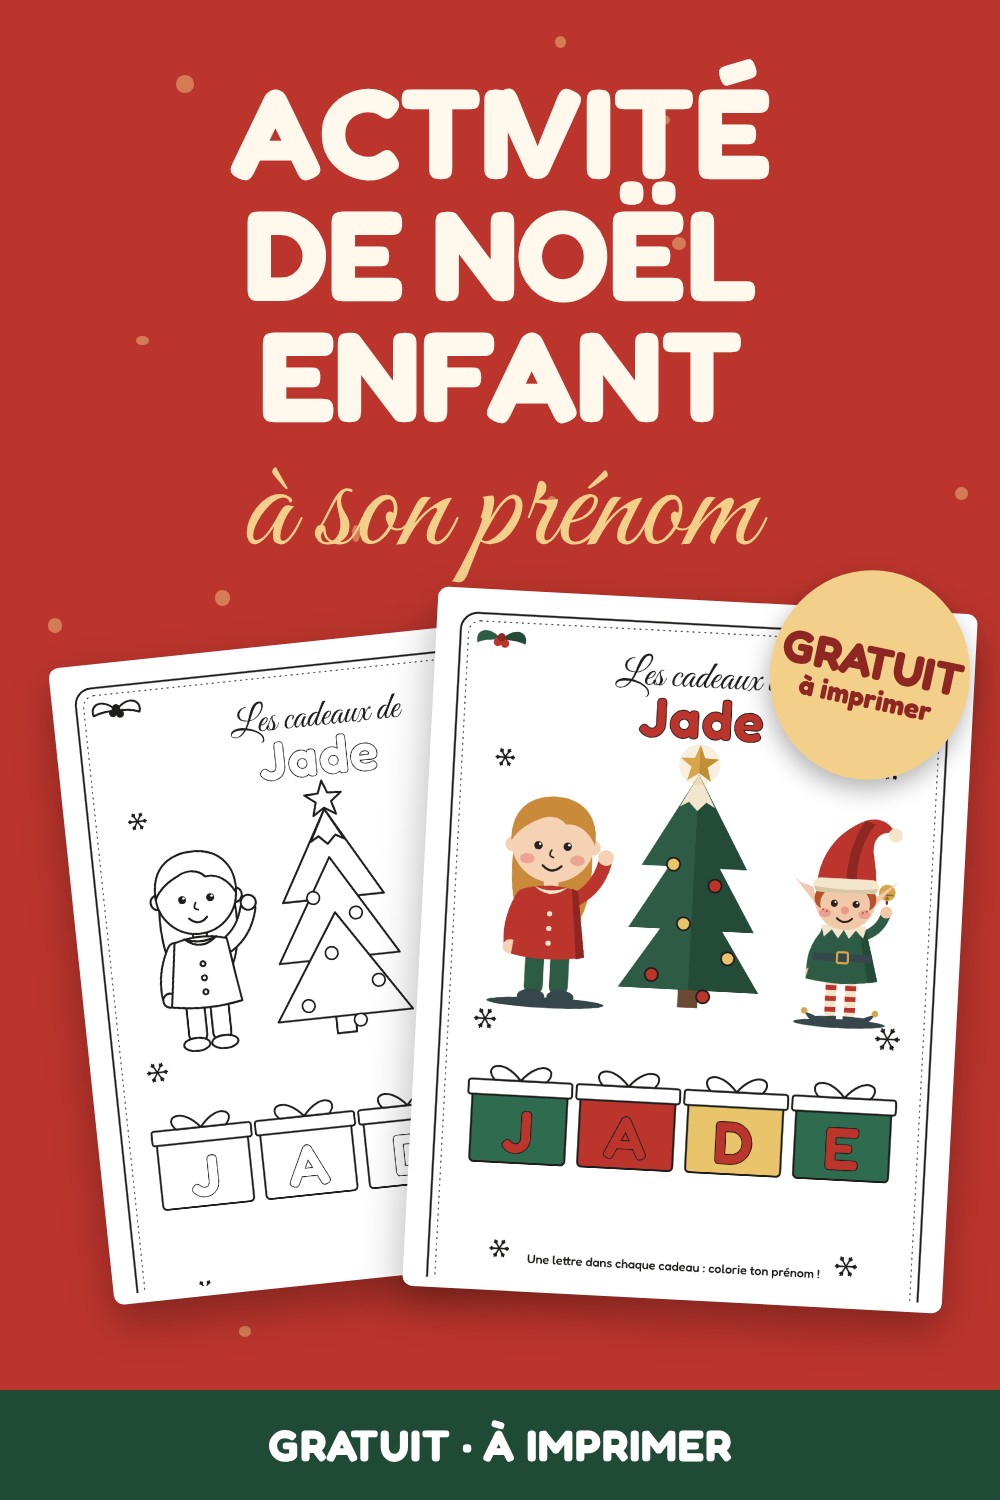 ACTIVITÉ
DE NOËL
ENFANT
à son prénom
GRATUIT
à imprimer
Les cadeaux de
Jade
J A D
Les cadeaux
Jade
J A D E
Une lettre dans chaque cadeau : colorie ton prénom !
GRATUIT · À IMPRIMER